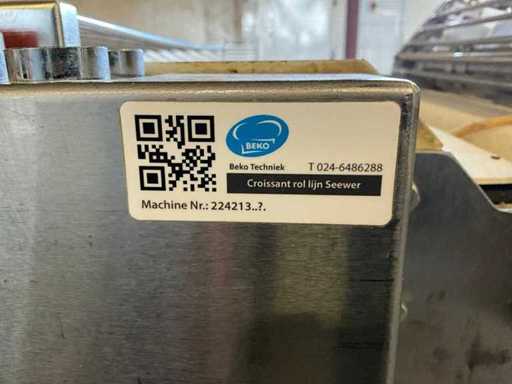 BEKO
Beko Techniek T 024-6486288
Croissant rol lijn Seewer
Machine Nr.: 224213..?.